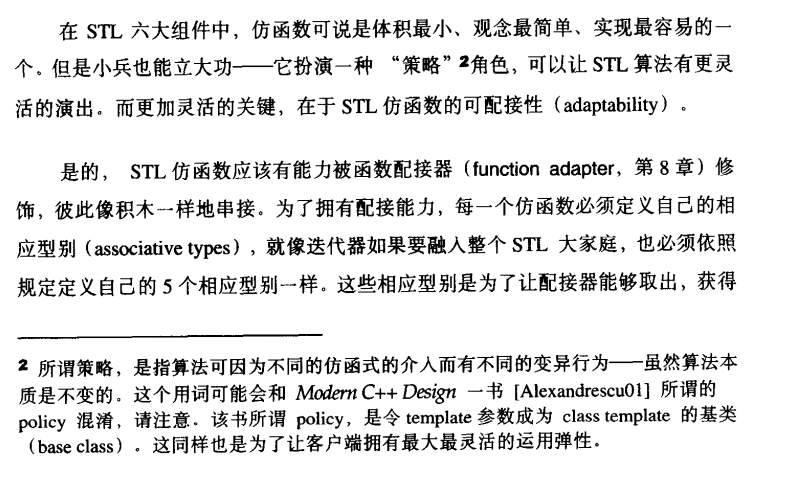 在 STL 六大组件中，仿函数可说是体积最小、观念最简单、实现最容易的一
个。但是小兵也能立大功——它扮演一种 “策略”2角色，可以让 STL 算法有更灵
活的演出。而更加灵活的关键，在于 STL 仿函数的可配接性（adaptability）。
是的， STL 仿函数应该有能力被函数配接器（function adapter，第 8 章）修
饰，彼此像积木一样地串接。为了拥有配接能力，每一个仿函数必须定义自己的相
应型别（associative types），就像迭代器如果要融入整个 STL 大家庭，也必须依照
规定定义自己的 5 个相应型别一样。这些相应型别是为了让配接器能够取出，获得
2 所谓策略，是指算法可因为不同的仿函式的介入而有不同的变异行为——虽然算法本
质是不变的。这个用词可能会和 Modern C++ Design 一书 [Alexandrescu01] 所谓的
policy 混淆，请注意．该书所谓 policy，是令 template 参数成为 class template 的基类
（base class）。这同样也是为了让客户端拥有最大最灵活的运用弹性．